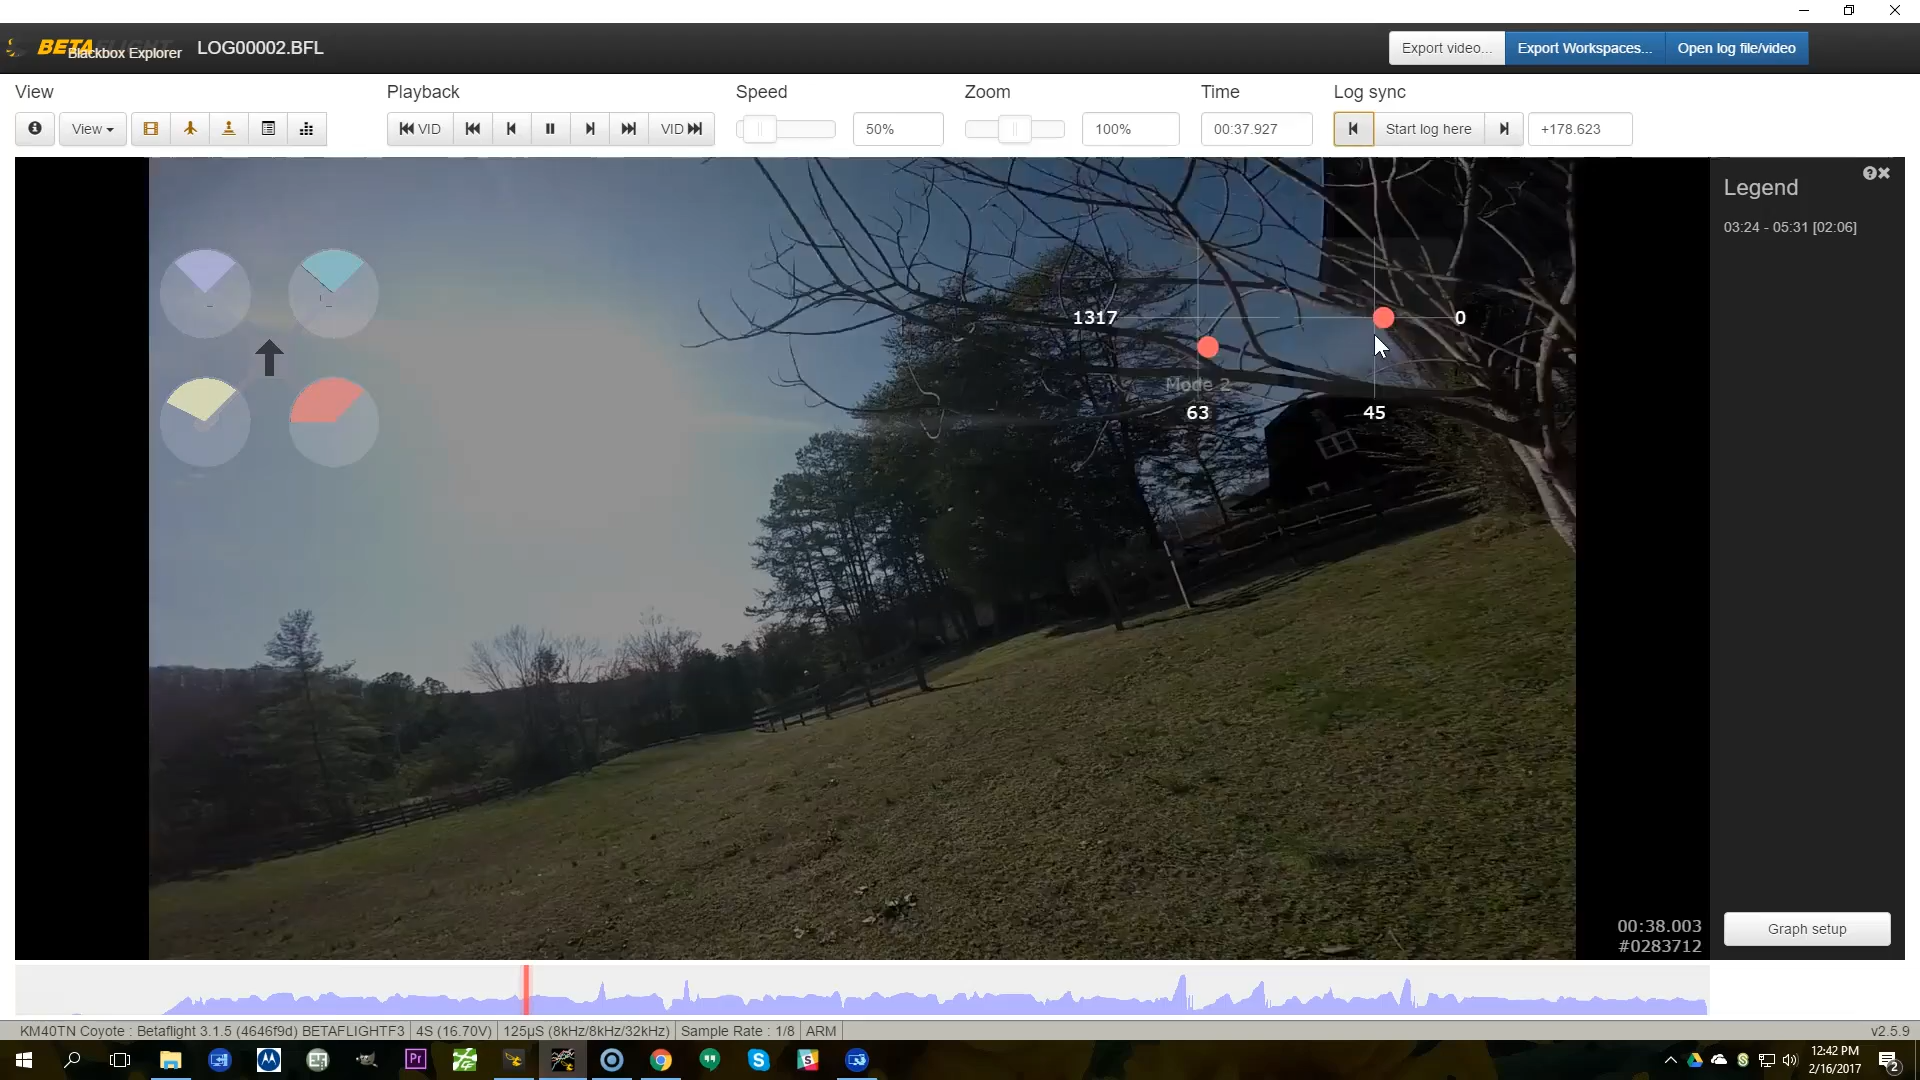 BETAFLIGHT
Blackbox Explorer
LOG00002.BFL
Export video...
Export Workspaces...
Open log file/video
View
Playback
Speed
Zoom
Time
Log sync
View
VID
VID
50%
100%
00:37.927
Start log here
+178.623
Legend
03:24 - 05:31 [02:06]
1317
0
Mode 2
63
45
00:38.003
#0283712
Graph setup
KM40TN Coyote : Betaflight 3.1.5 (4646f9d) BETAFLIGHTF3
4S (16.70V)
125µS (8kHz/8kHz/32kHz)
Sample Rate : 1/8
ARM
v2.5.9
12:42 PM
2/16/2017
2